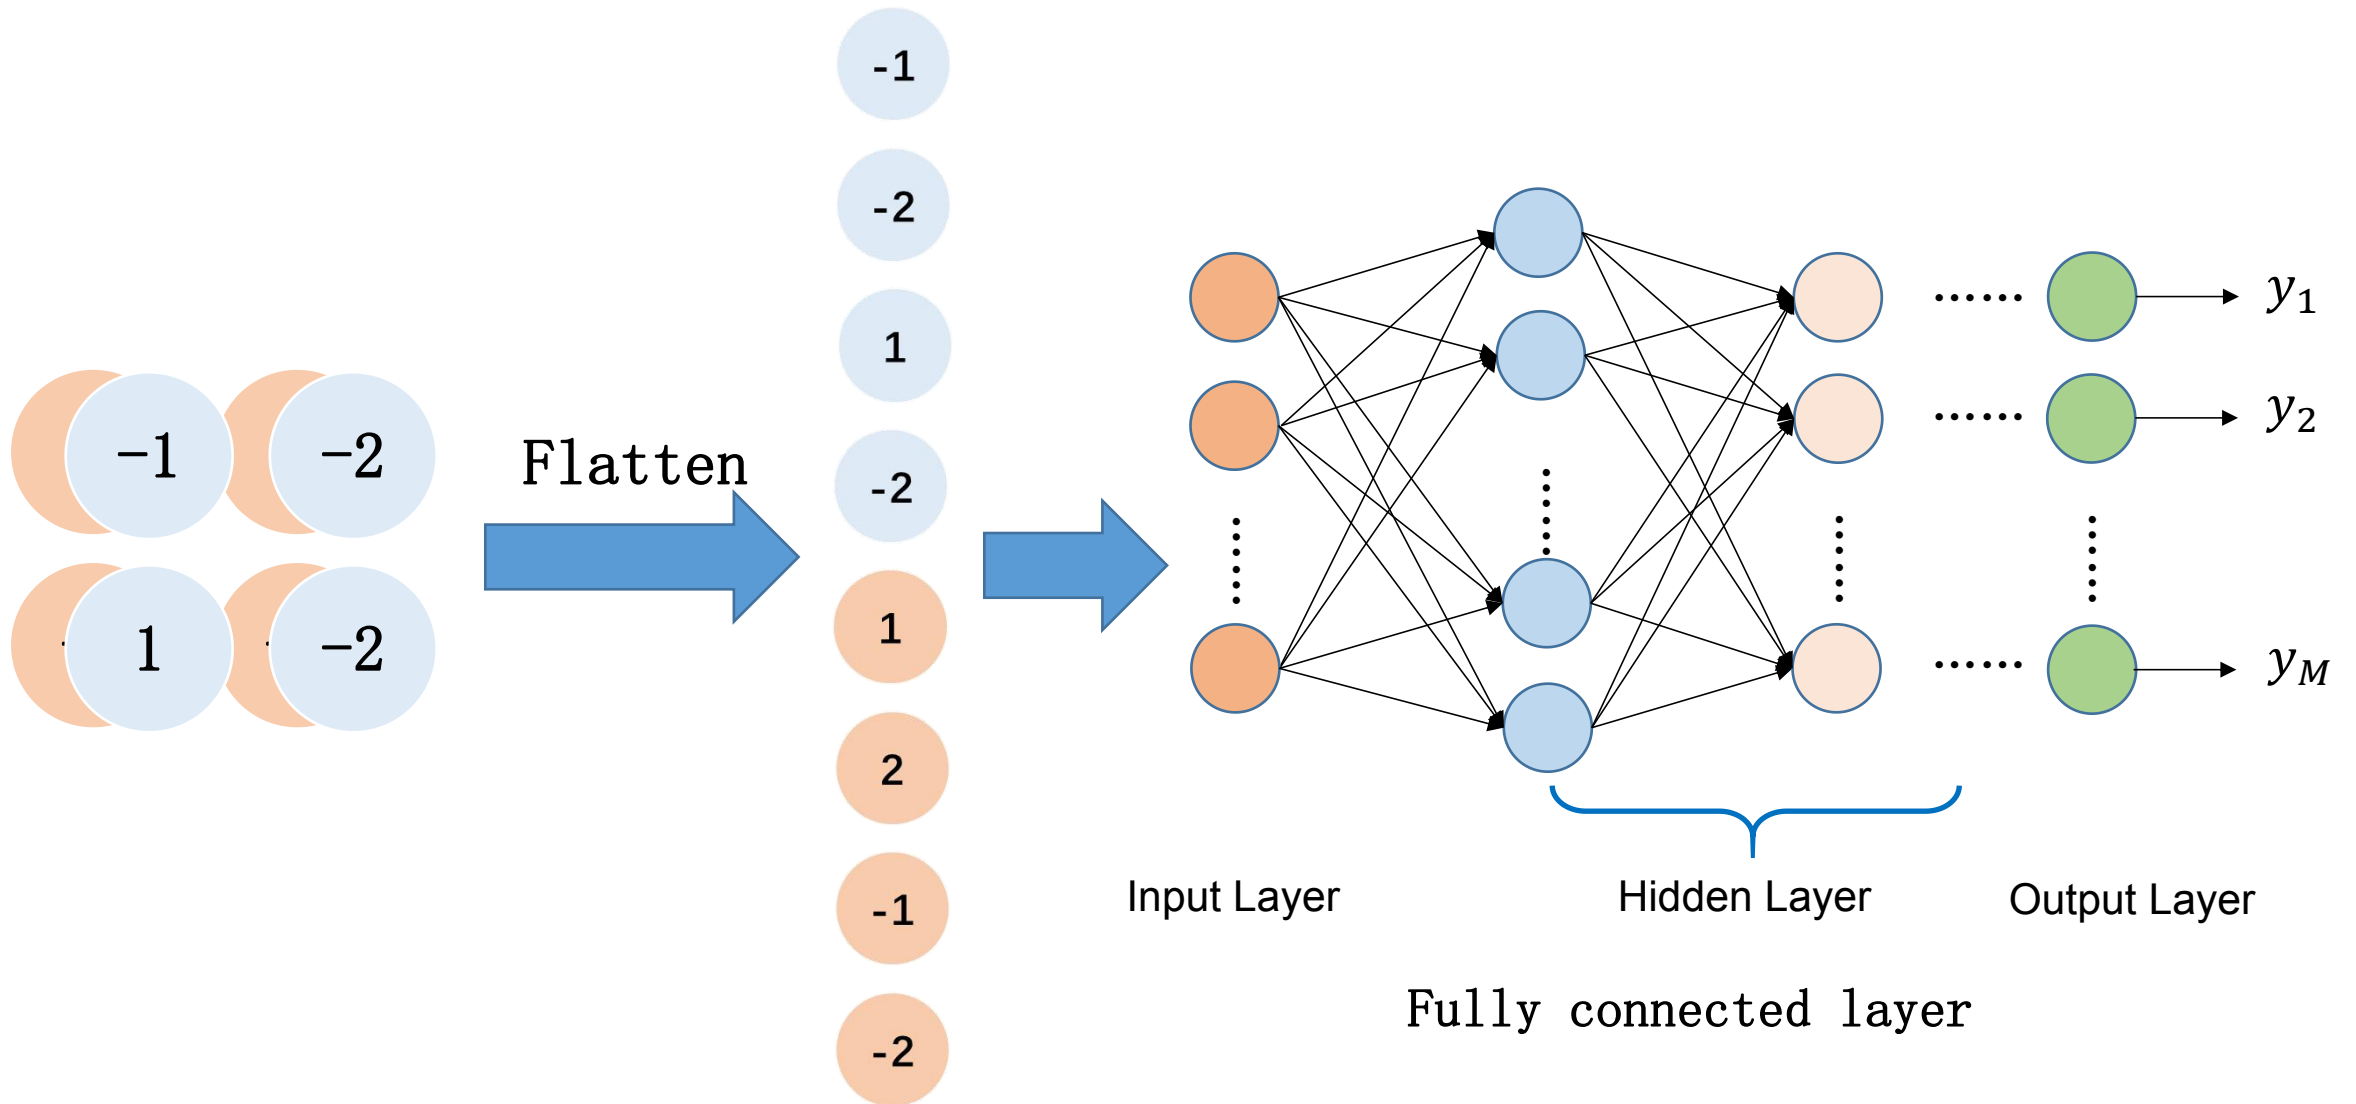 -1 -2
1 -2
Flatten
-1
-2
1
-2
1
2
-1
-2
y₁
y₂
y_M
Input Layer
Hidden Layer
Output Layer
Fully connected layer